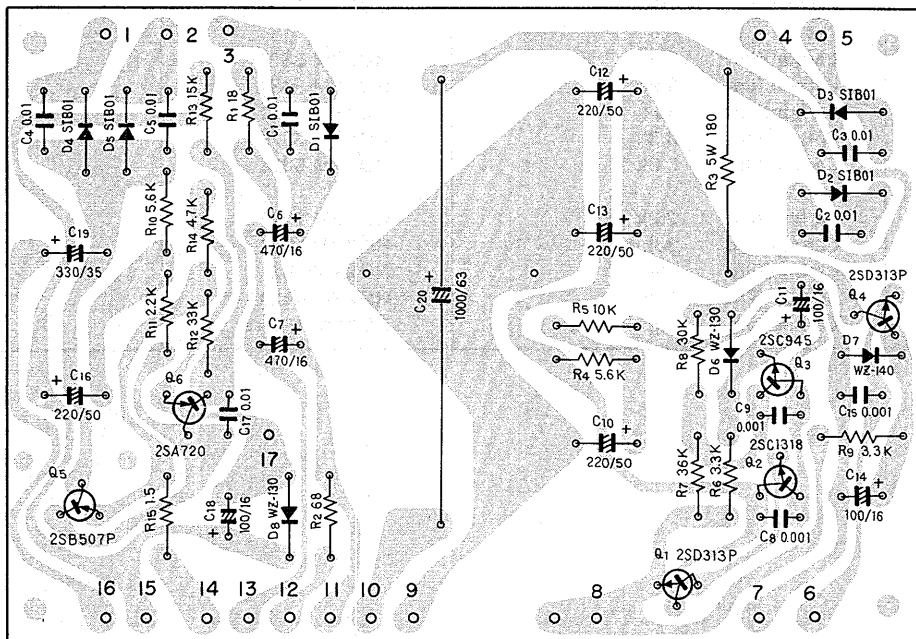 1
2
3
4
5
C4 0.01
D4 SIB01
D5 SIB01
C5 0.01
R13 15K
R1 18
C1 0.01
D1 SIB01
C12
+
220/50
R3 5W 180
D3 SIB01
C3 0.01
D2 SIB01
C2 0.01
R10 5.6K
R14 4.7K
C6
+
470/16
C19
+
330/35
C13
+
220/50
R11 2.2K
R12 33K
C7
+
470/16
C20
+
1000/63
R5 10K
R4 5.6K
R8 30K
D6 WZ-130
C11
+
100/16
2SD313P
Q4
2SC945
Q3
D7
WZ-140
C16
+
220/50
Q6
2SA720
C17 0.01
17
C9
0.001
C15 0.001
R9 3.3K
C10
+
220/50
R7 36K
R6 3.3K
2SC1318
Q2
C14
+
100/16
Q5
2SB507P
R15 1.5
C18
+
100/16
D8 WZ-130
R2 68
C8 0.001
Q1 2SD313P
16
15
14
13
12
11
10
9
8
7
6